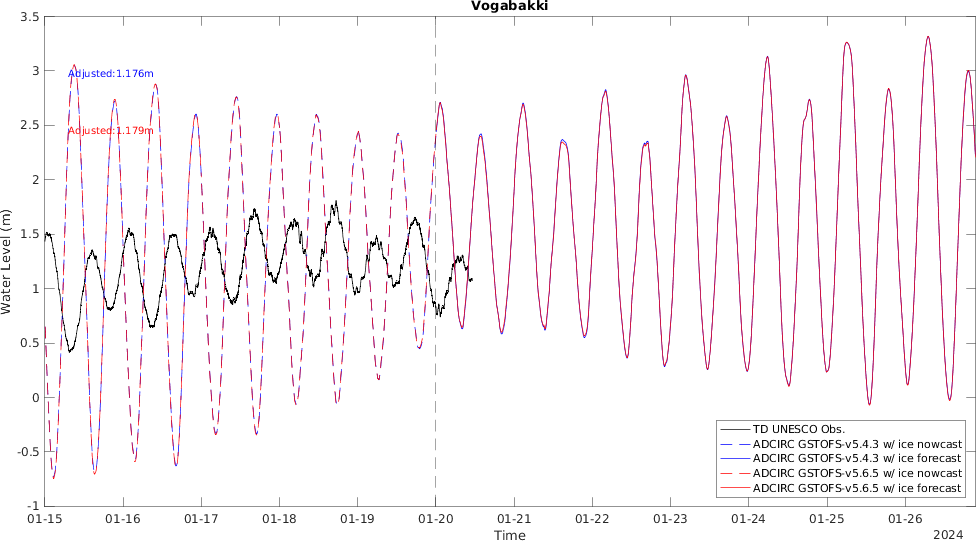 Vogabakki
3.5
3
2.5
2
1.5
1
0.5
0
-0.5
-1
Water Level (m)
Adjusted:1.176m
Adjusted:1.179m
TD UNESCO Obs.
ADCIRC GSTOFS-v5.4.3 w/ ice nowcast
ADCIRC GSTOFS-v5.4.3 w/ ice forecast
ADCIRC GSTOFS-v5.6.5 w/ ice nowcast
ADCIRC GSTOFS-v5.6.5 w/ ice forecast
01-15 01-16 01-17 01-18 01-19 01-20 01-21 01-22 01-23 01-24 01-25 01-26
Time
2024